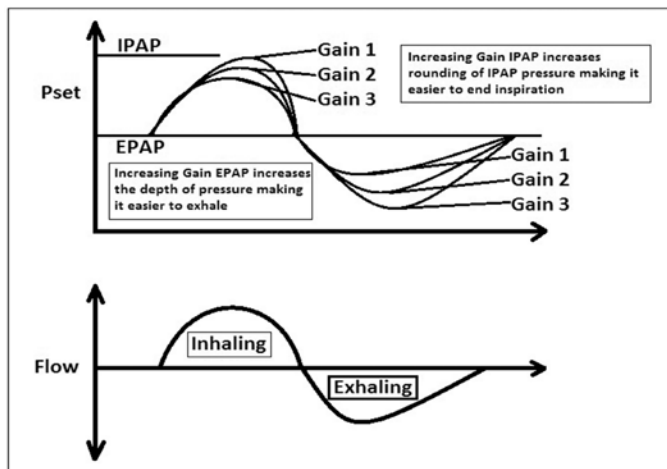 IPAP
Gain 1
Gain 2
Gain 3
Increasing Gain IPAP increases
rounding of IPAP pressure making it
easier to end inspiration
Pset
EPAP
Increasing Gain EPAP increases
the depth of pressure making
it easier to exhale
Gain 1
Gain 2
Gain 3
Inhaling
Flow
Exhaling